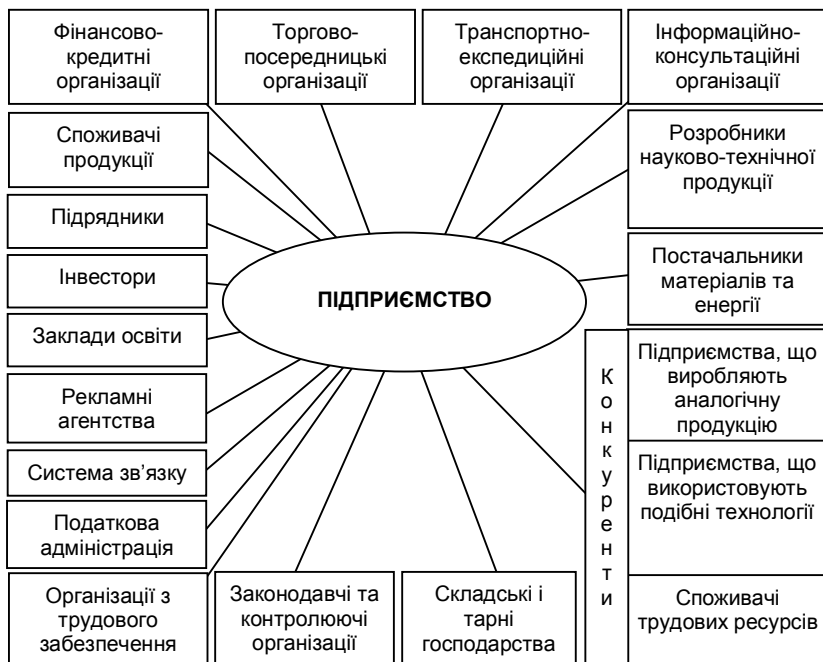 Фінансово-
кредитні
організації
Торгово-
посередницькі
організації
Транспортно-
експедиційні
організації
Інформаційно-
консультаційні
організації
Споживачі
продукції
Розробники
науково-технічної
продукції
Підрядники
Інвестори
Постачальники
матеріалів та
енергії
ПІДПРИЄМСТВО
Заклади освіти
Рекламні
агентства
Система зв’язку
Податкова
адміністрація
Організації з
трудового
забезпечення
Законодавчі та
контролюючі
організації
Складські і
тарні
господарства
Конкуренти
Підприємства, що
виробляють
аналогічну
продукцію
Підприємства, що
використовують
подібні технології
Споживачі
трудових ресурсів